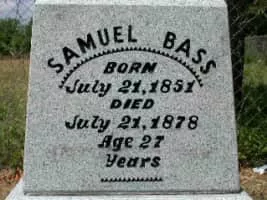 SAMUEL BASS
BORN
July 21, 1851
DIED
July 21, 1878
Age 27
Years